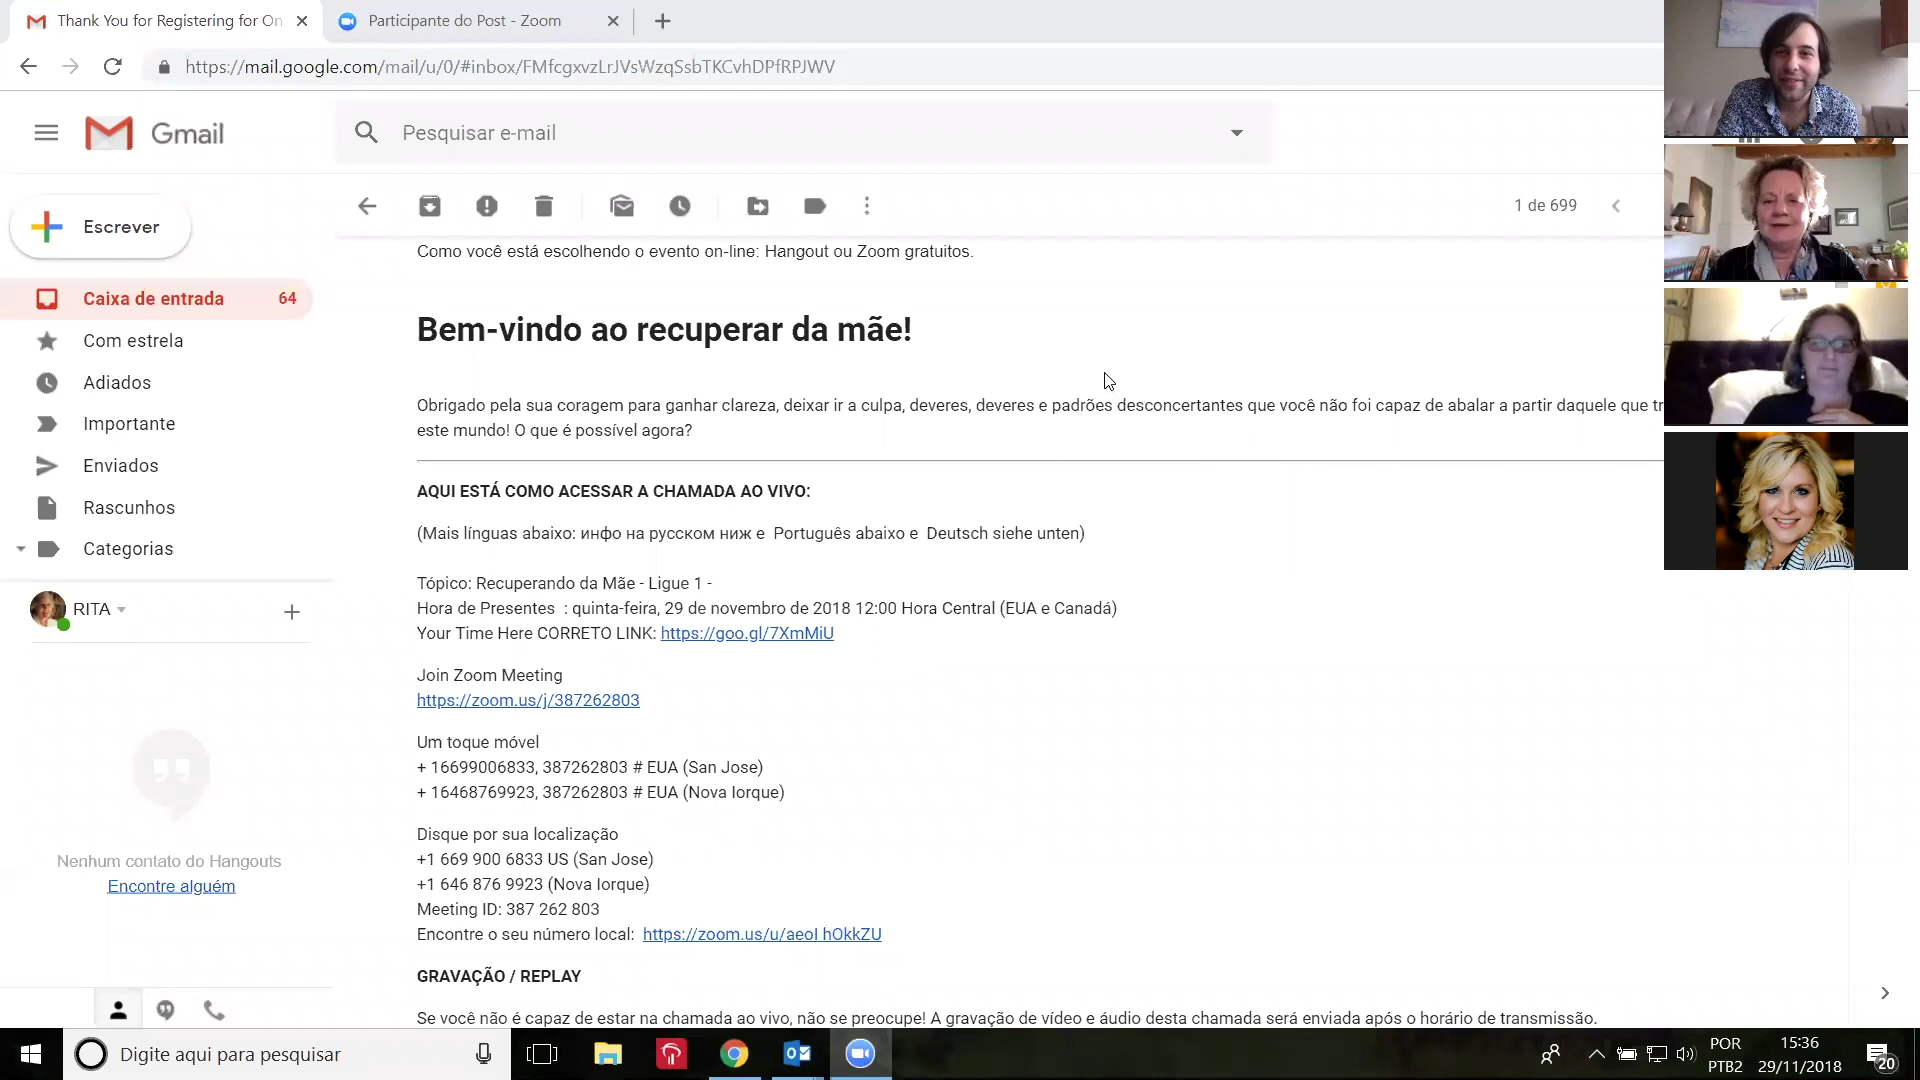 Thank You for Registering for On
Participante do Post - Zoom
https://mail.google.com/mail/u/0/#inbox/FMfcgxvzLrJVsWzqSsbTKCvhDPfRPJWV
Gmail
Pesquisar e-mail
1 de 699
Escrever
Caixa de entrada 64
Com estrela
Adiados
Importante
Enviados
Rascunhos
Categorias
RITA
Nenhum contato do Hangouts
Encontre alguém
Como você está escolhendo o evento on-line: Hangout ou Zoom gratuitos.
Bem-vindo ao recuperar da mãe!
Obrigado pela sua coragem para ganhar clareza, deixar ir a culpa, deveres, deveres e padrões desconcertantes que você não foi capaz de abalar a partir daquele que tr
este mundo! O que é possível agora?
AQUI ESTÁ COMO ACESSAR A CHAMADA AO VIVO:
(Mais línguas abaixo: инфо на русском ниж е Português abaixo e Deutsch siehe unten)
Tópico: Recuperando da Mãe - Ligue 1 -
Hora de Presentes : quinta-feira, 29 de novembro de 2018 12:00 Hora Central (EUA e Canadá)
Your Time Here CORRETO LINK: https://goo.gl/7XmMiU
Join Zoom Meeting
https://zoom.us/j/387262803
Um toque móvel
+ 16699006833, 387262803 # EUA (San Jose)
+ 16468769923, 387262803 # EUA (Nova Iorque)
Disque por sua localização
+1 669 900 6833 US (San Jose)
+1 646 876 9923 (Nova Iorque)
Meeting ID: 387 262 803
Encontre o seu número local: https://zoom.us/u/aeoI hOkkZU
GRAVAÇÃO / REPLAY
Se você não é capaz de estar na chamada ao vivo, não se preocupe! A gravação de vídeo e áudio desta chamada será enviada após o horário de transmissão.
Digite aqui para pesquisar
POR
PTB2
15:36
29/11/2018
20